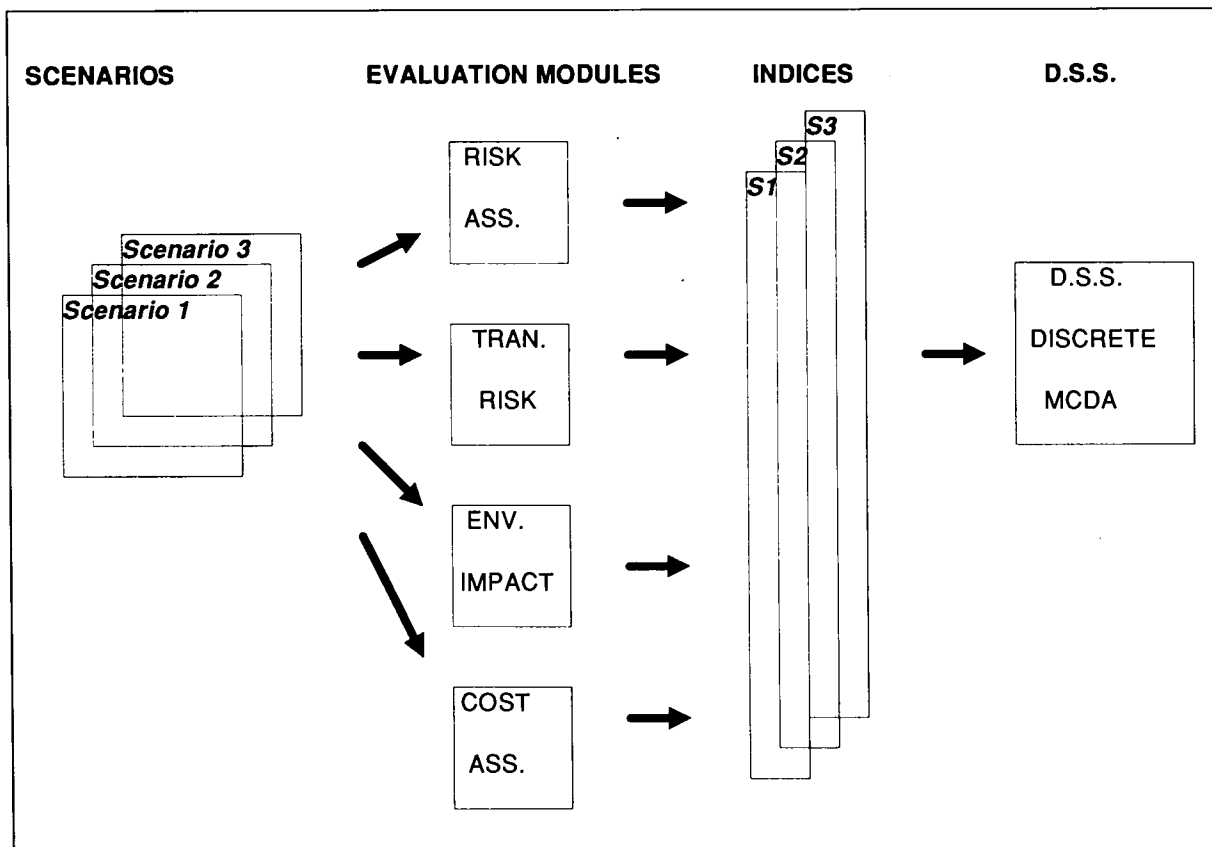 SCENARIOS
EVALUATION MODULES
INDICES
D.S.S.
Scenario 3
Scenario 2
Scenario 1
RISK
ASS.
TRAN.
RISK
ENV.
IMPACT
COST
ASS.
S3
S2
S1
D.S.S.
DISCRETE
MCDA